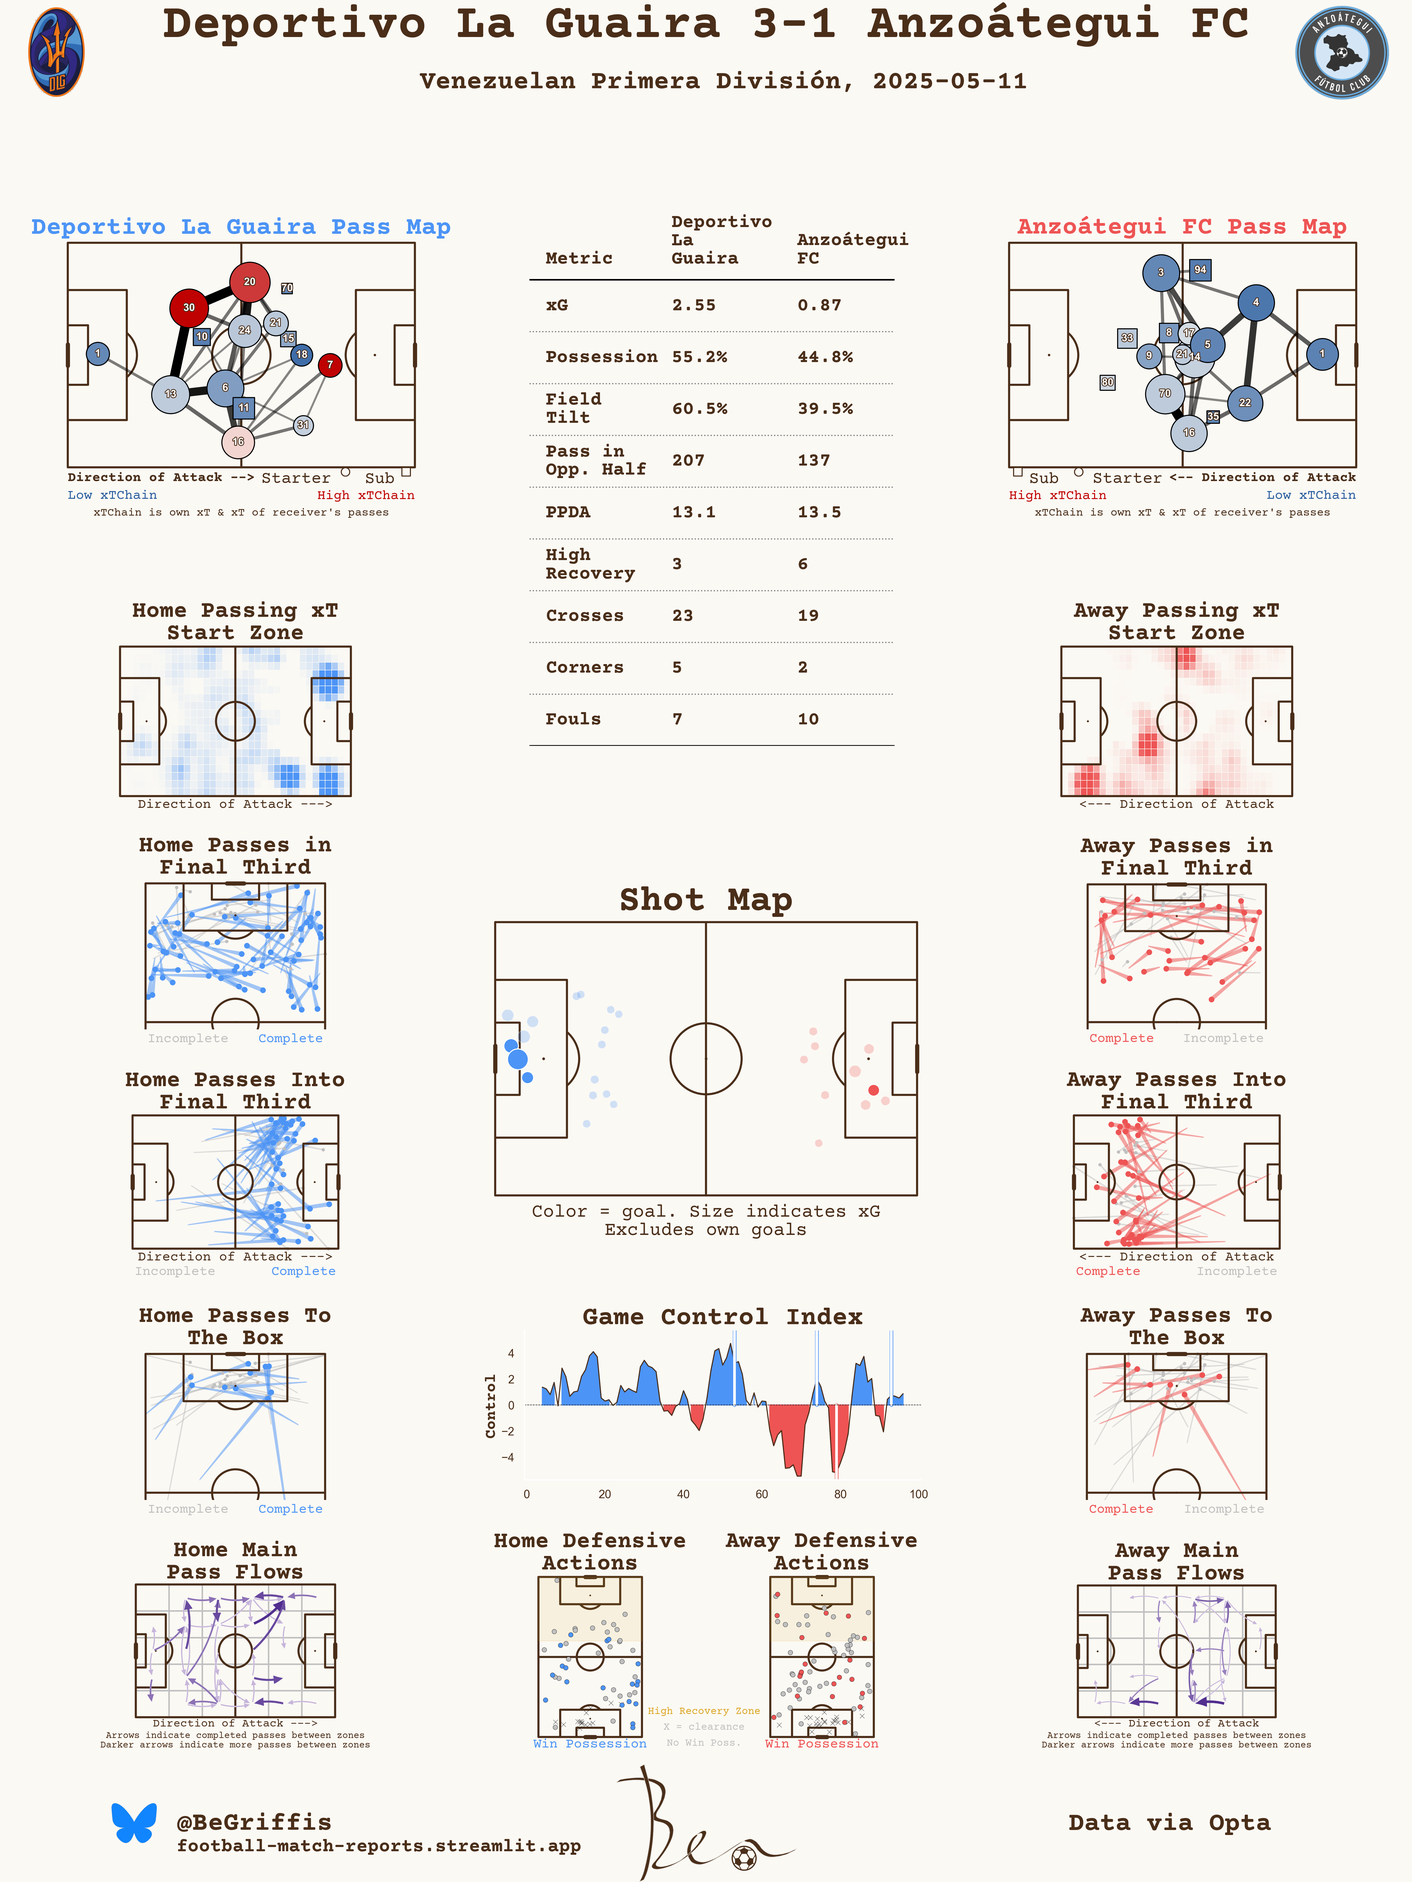 Deportivo La Guaira 3-1 Anzoátegui FC
Venezuelan Primera División, 2025-05-11
DLG
ANZOÁTEGUI
FÚTBOL CLUB
Deportivo La Guaira Pass Map
20
70
30
21
24
10
15
1
18
7
6
13
11
31
16
Direction of Attack --> Starter Sub
Low xTChain High xTChain
xTChain is own xT & xT of receiver's passes
Metric Deportivo La Guaira Anzoátegui FC
xG 2.55 0.87
Possession 55.2% 44.8%
Field Tilt 60.5% 39.5%
Pass in Opp. Half 207 137
PPDA 13.1 13.5
High Recovery 3 6
Crosses 23 19
Corners 5 2
Fouls 7 10
Anzoátegui FC Pass Map
3
94
4
33
8
17
5
9
21
14
1
80
70
22
35
16
Sub Starter <-- Direction of Attack
High xTChain Low xTChain
xTChain is own xT & xT of receiver's passes
Home Passing xT
Start Zone
Direction of Attack --->
Away Passing xT
Start Zone
<--- Direction of Attack
Home Passes in
Final Third
Incomplete Complete
Away Passes in
Final Third
Complete Incomplete
Shot Map
Color = goal. Size indicates xG
Excludes own goals
Home Passes Into
Final Third
Direction of Attack --->
Incomplete Complete
Away Passes Into
Final Third
<--- Direction of Attack
Complete Incomplete
Home Passes To
The Box
Incomplete Complete
Game Control Index
Control
4
2
0
−2
−4
0 20 40 60 80 100
Away Passes To
The Box
Complete Incomplete
Home Main
Pass Flows
Direction of Attack --->
Arrows indicate completed passes between zones
Darker arrows indicate more passes between zones
Home Defensive
Actions
Win Possession
High Recovery Zone
X = clearance
No Win Poss.
Away Defensive
Actions
Win Possession
Away Main
Pass Flows
<--- Direction of Attack
Arrows indicate completed passes between zones
Darker arrows indicate more passes between zones
@BeGriffis
football-match-reports.streamlit.app
Ben
Data via Opta